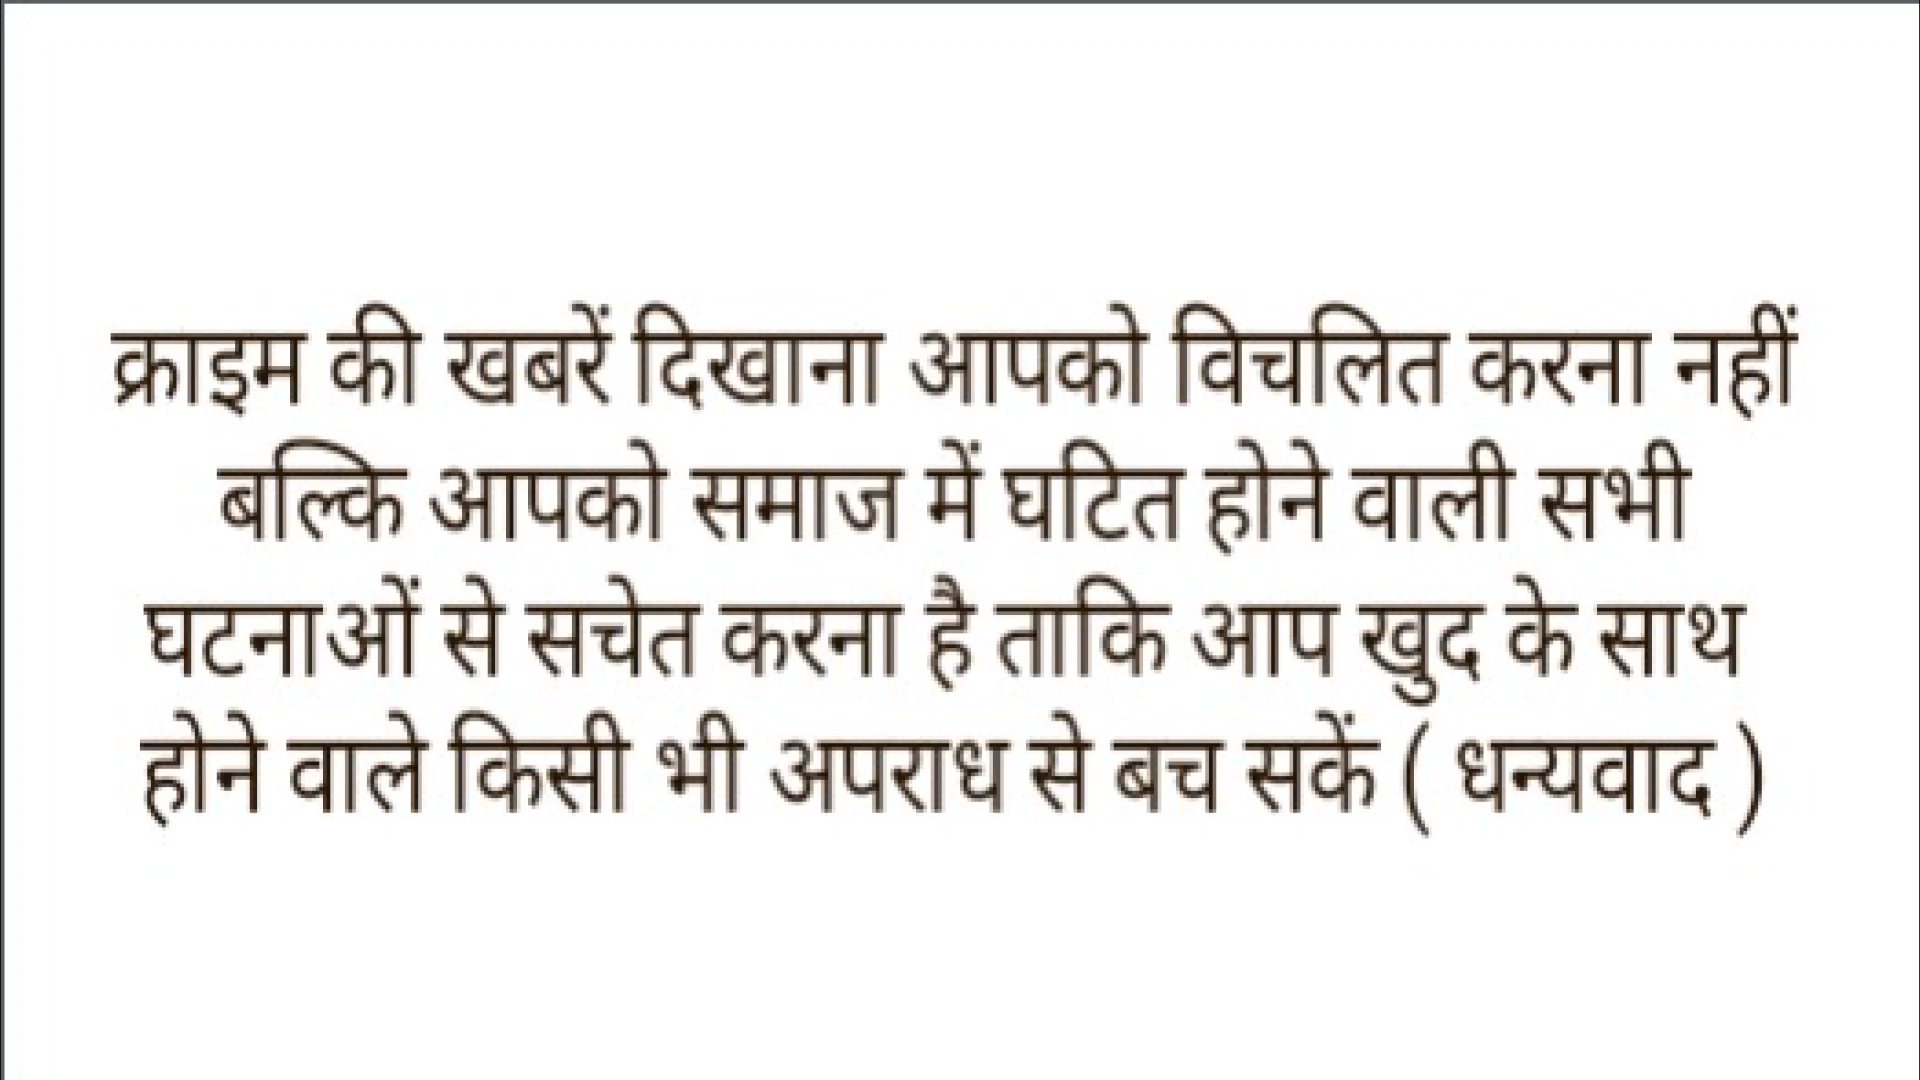 क्राइम की खबरें दिखाना आपको विचलित करना नहीं
बल्कि आपको समाज में घटित होने वाली सभी
घटनाओं से सचेत करना है ताकि आप खुद के साथ
होने वाले किसी भी अपराध से बच सकें ( धन्यवाद )